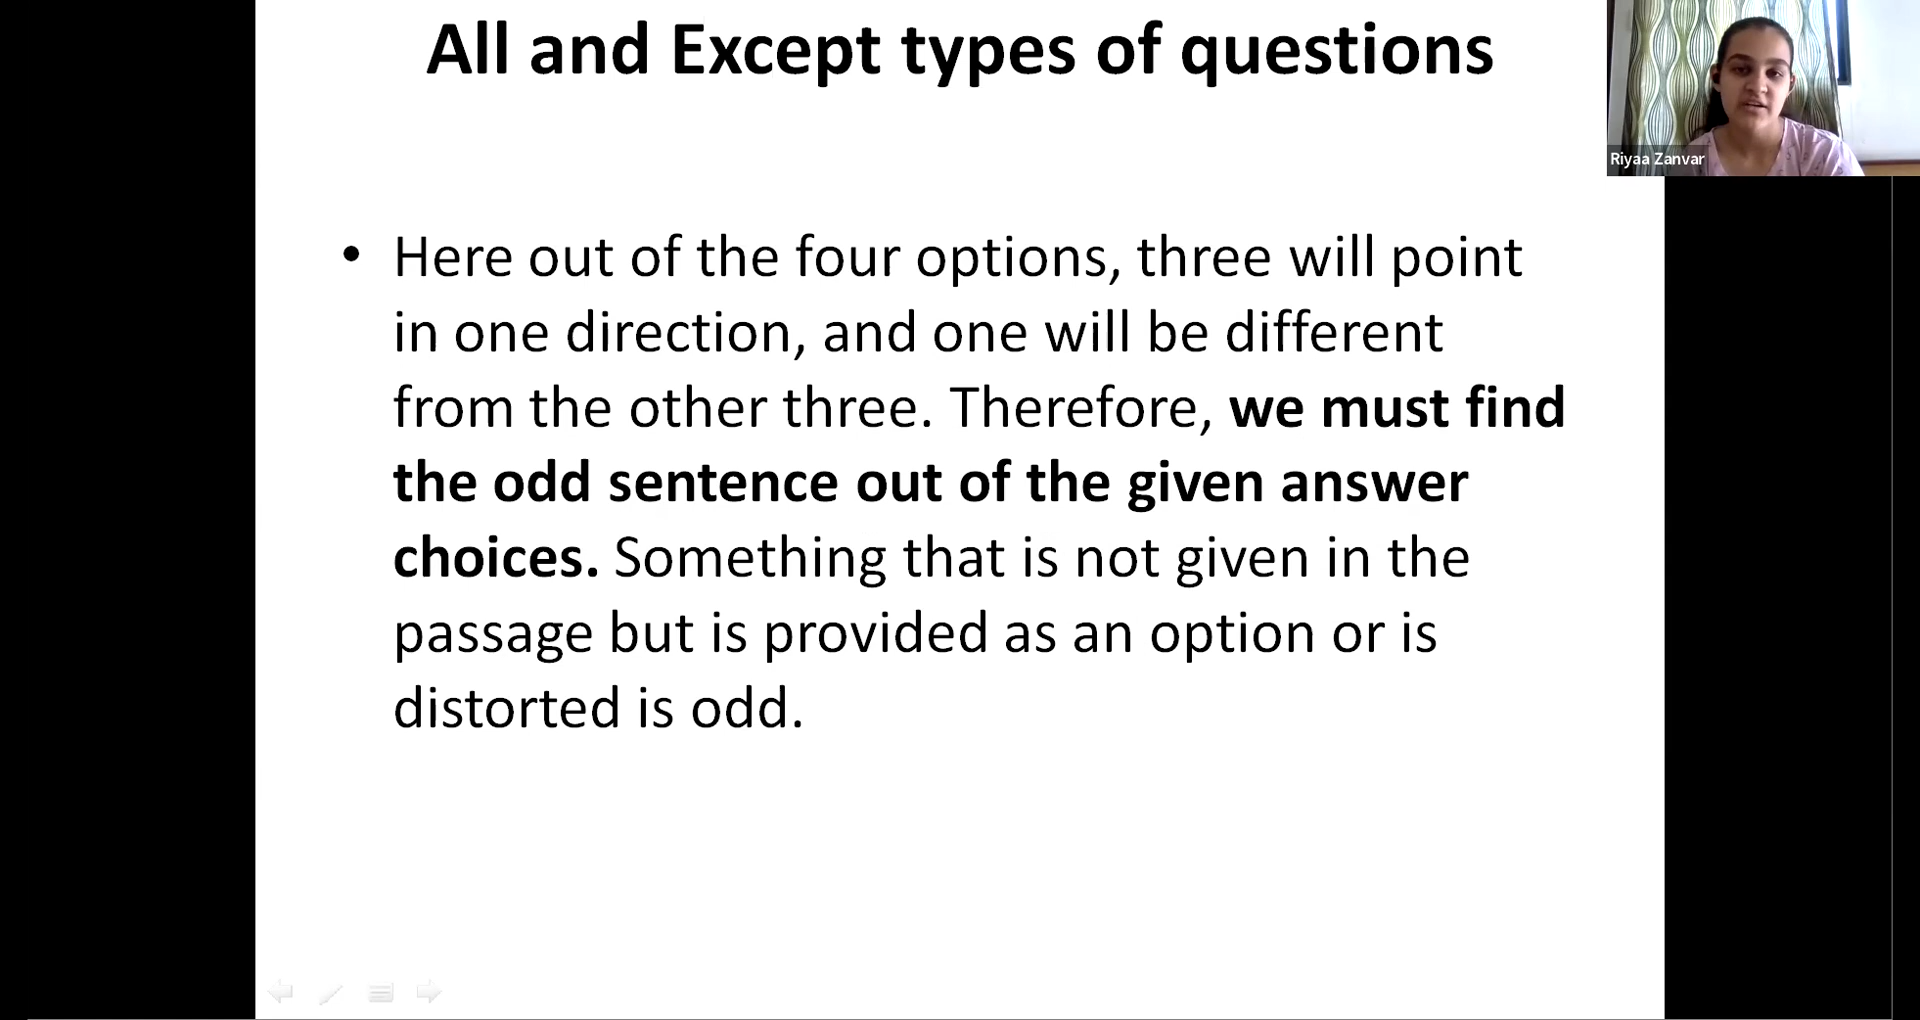 All and Except types of questions
Riyaa Zanvar
• Here out of the four options, three will point
in one direction, and one will be different
from the other three. Therefore, we must find
the odd sentence out of the given answer
choices. Something that is not given in the
passage but is provided as an option or is
distorted is odd.